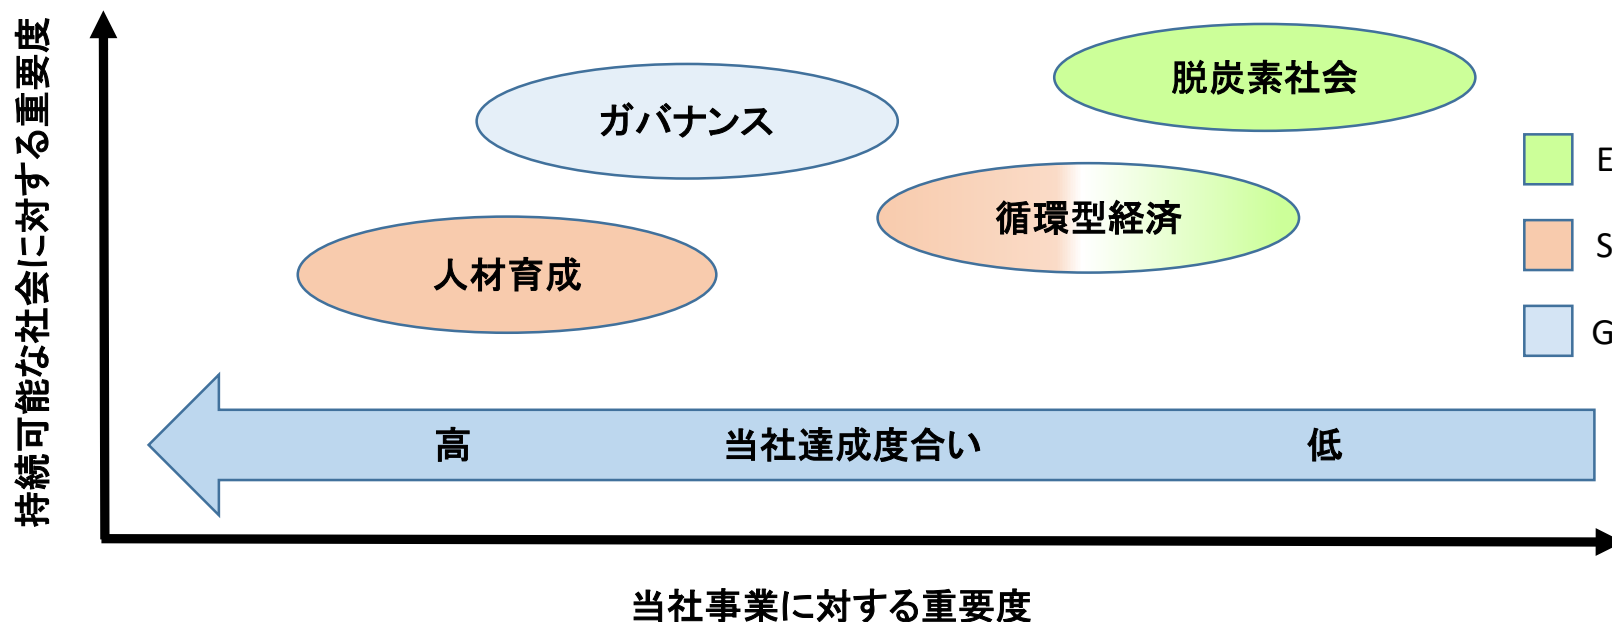 持続可能な社会に対する重要度
脱炭素社会
ガバナンス
循環型経済
人材育成
E
S
G
高 当社達成度合い 低
当社事業に対する重要度